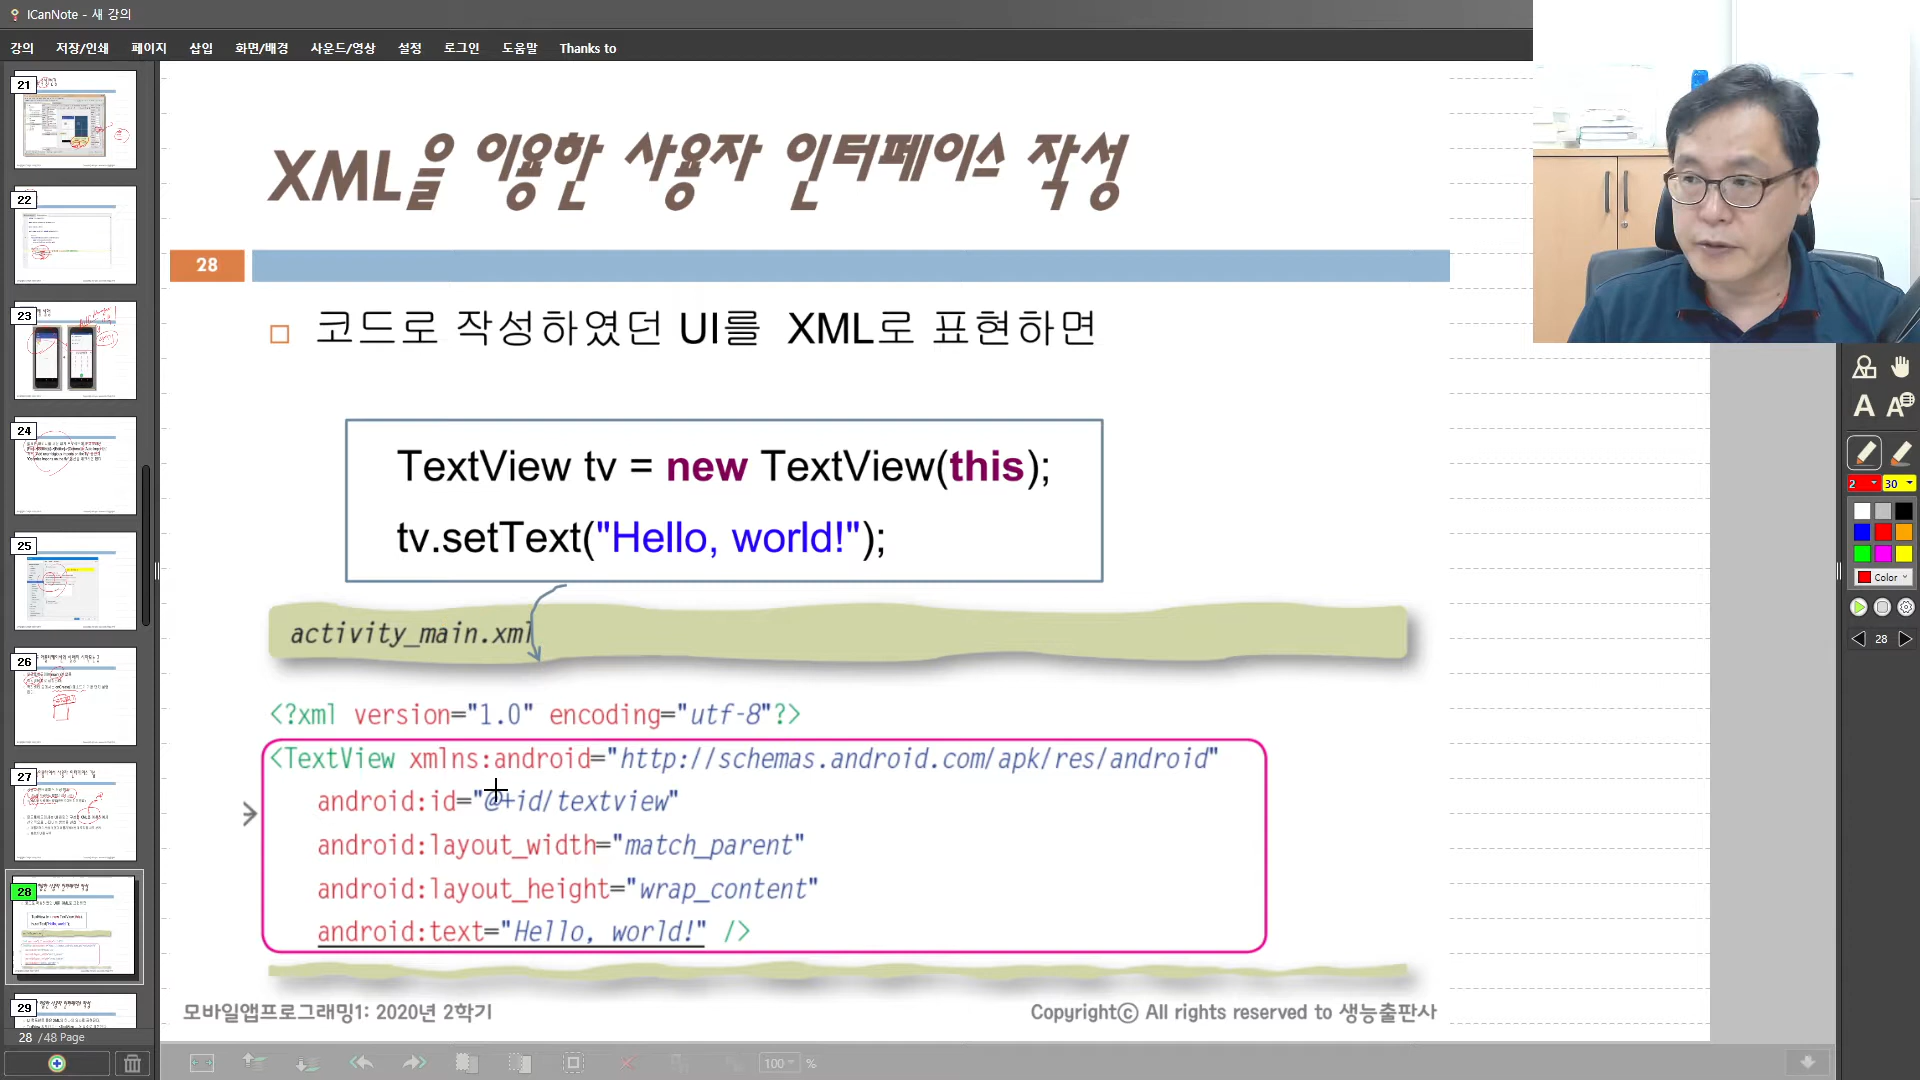 ICanNote - 새 강의
강의 저장/인쇄 페이지 삽입 화면/배경 사운드/영상 설정 로그인 도움말 Thanks to
21
22
23
24
25
26
27
28
29
28 /48 Page
XML을 이용한 사용자 인터페이스 작성
28
코드로 작성하였던 UI를 XML로 표현하면
TextView tv = new TextView(this);
tv.setText("Hello, world!");
activity_main.xml
<?xml version="1.0" encoding="utf-8"?>
<TextView xmlns:android="http://schemas.android.com/apk/res/android"
android:id="@+id/textview"
android:layout_width="match_parent"
android:layout_height="wrap_content"
android:text="Hello, world!" />
모바일앱프로그래밍1: 2020년 2학기
Copyrightⓒ All rights reserved to 생능출판사
A A
2 30
Color
28
100 %